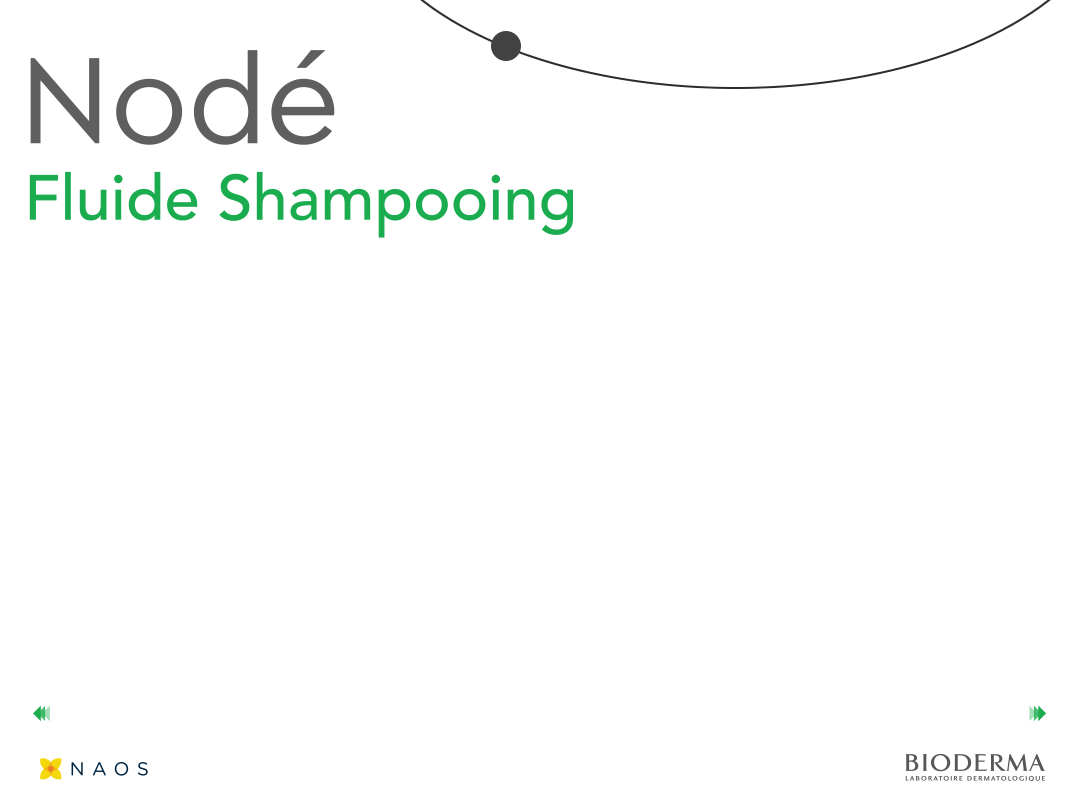 Nodé
Fluide Shampooing
NAOS
BIODERMA
LABORATOIRE DERMATOLOGIQUE